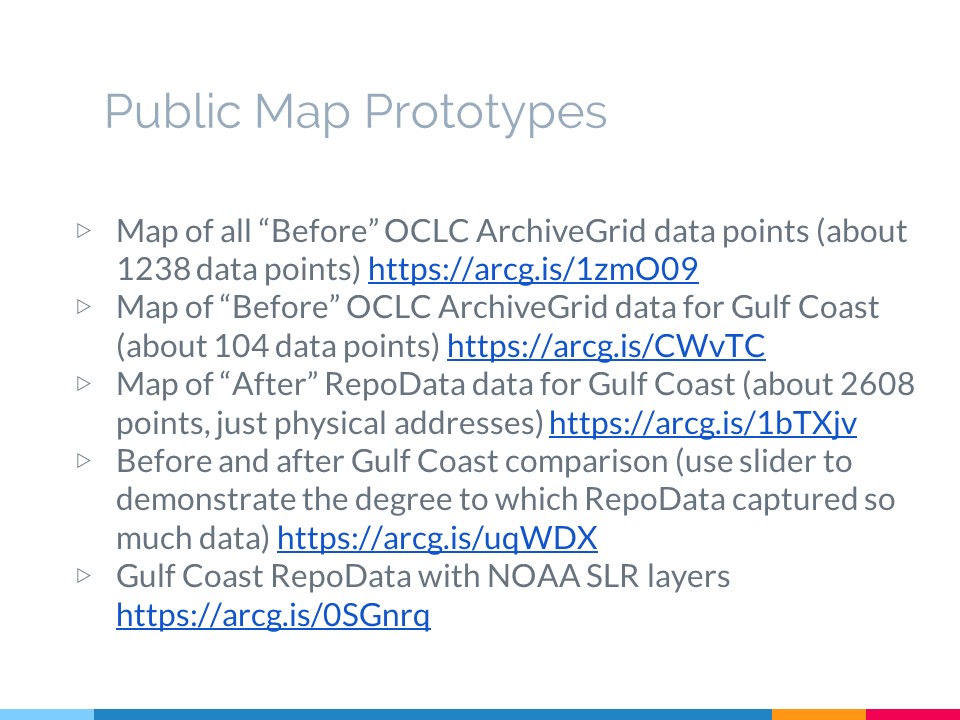 Public Map Prototypes
▷ Map of all “Before” OCLC ArchiveGrid data points (about
1238 data points) https://arcg.is/1zmO09
▷ Map of “Before” OCLC ArchiveGrid data for Gulf Coast
(about 104 data points) https://arcg.is/CWvTC
▷ Map of “After” RepoData data for Gulf Coast (about 2608
points, just physical addresses) https://arcg.is/1bTXjv
▷ Before and after Gulf Coast comparison (use slider to
demonstrate the degree to which RepoData captured so
much data) https://arcg.is/uqWDX
▷ Gulf Coast RepoData with NOAA SLR layers
https://arcg.is/0SGnrq